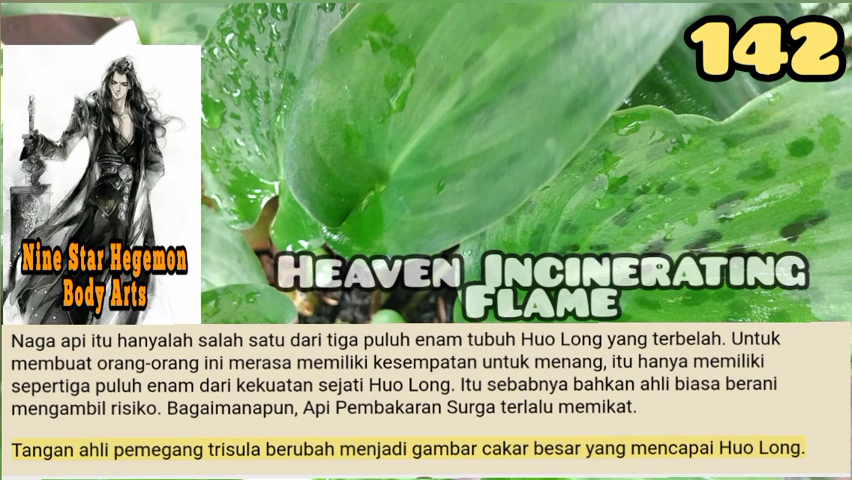 142
Nine Star Hegemon
Body Arts
Heaven Incinerating
Flame
Naga api itu hanyalah salah satu dari tiga puluh enam tubuh Huo Long yang terbelah. Untuk
membuat orang-orang ini merasa memiliki kesempatan untuk menang, itu hanya memiliki
sepertiga puluh enam dari kekuatan sejati Huo Long. Itu sebabnya bahkan ahli biasa berani
mengambil risiko. Bagaimanapun, Api Pembakaran Surga terlalu memikat.
Tangan ahli pemegang trisula berubah menjadi gambar cakar besar yang mencapai Huo Long.